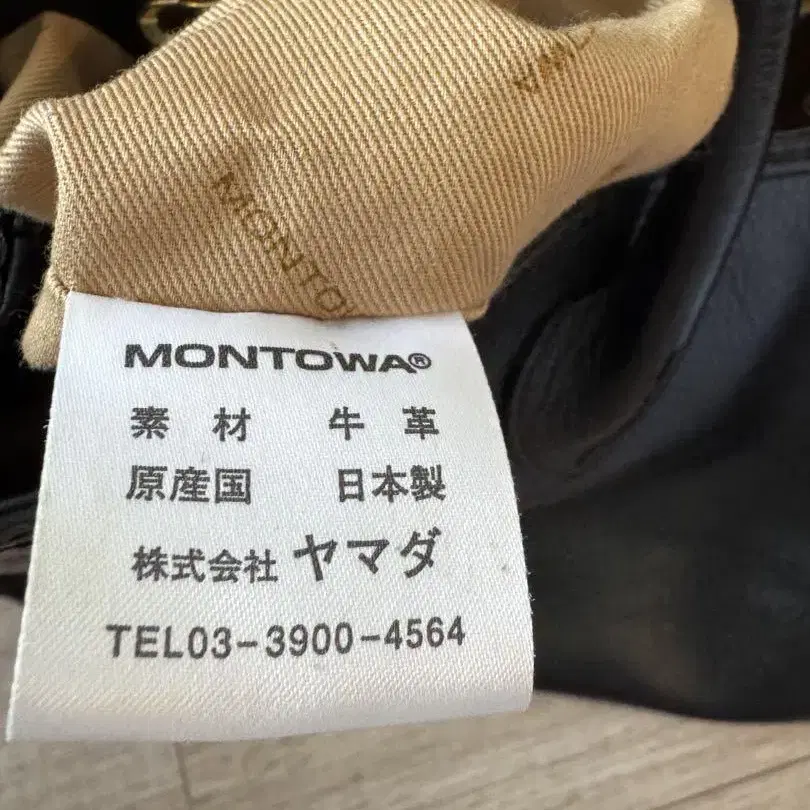 MONTOWA
MONTOWA®
素材 牛革
原産国 日本製
株式会社 ヤマダ
TEL03-3900-4564